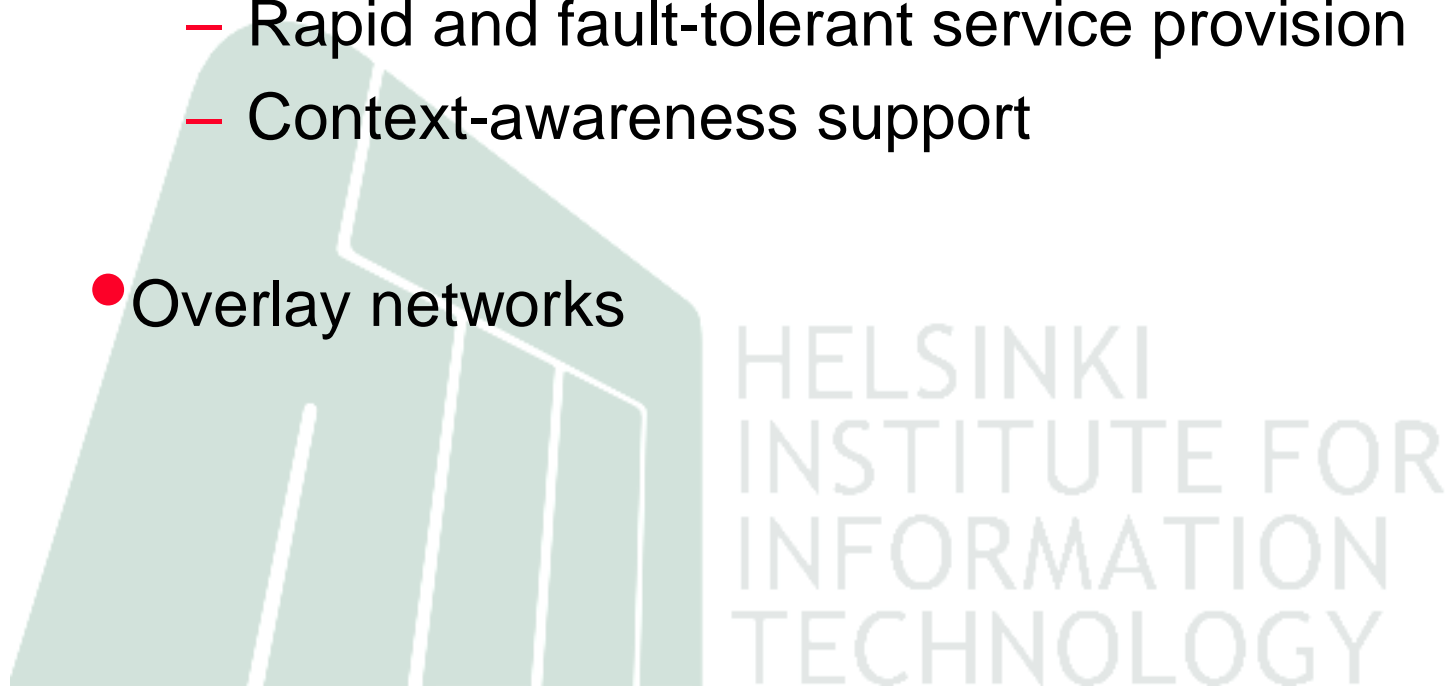 – Rapid and fault-tolerant service provision
– Context-awareness support
•Overlay networks
HELSINKI
INSTITUTE FOR
INFORMATION
TECHNOLOGY